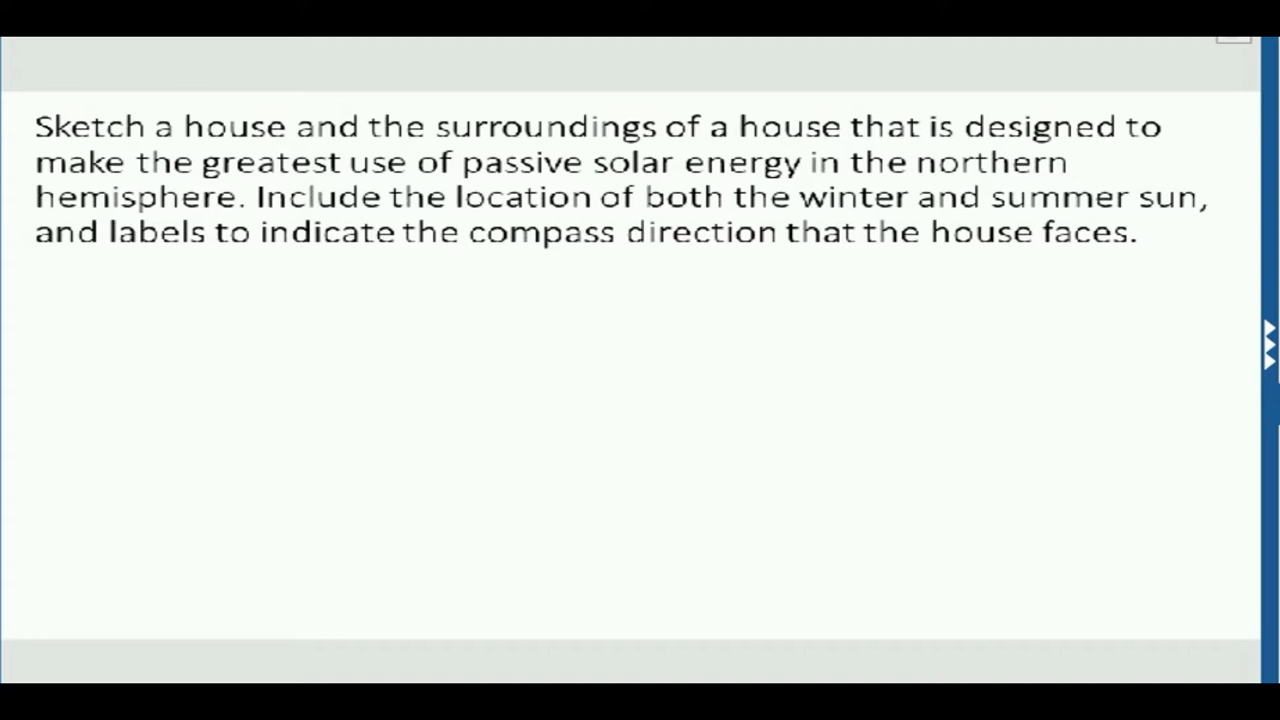 Sketch a house and the surroundings of a house that is designed to
make the greatest use of passive solar energy in the northern
hemisphere. Include the location of both the winter and summer sun,
and labels to indicate the compass direction that the house faces.